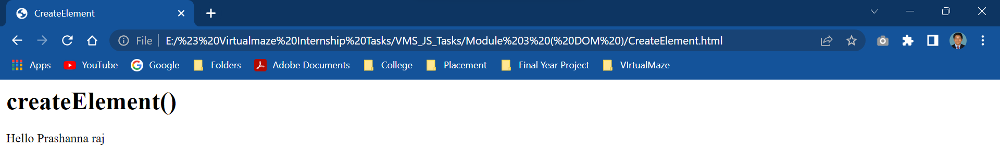 CreateElement
File E:/%23%20Virtualmaze%20Internship%20Tasks/VMS_JS_Tasks/Module%203%20(%20DOM%20)/CreateElement.html
Apps YouTube Google Folders Adobe Documents College Placement Final Year Project VIrtualMaze
createElement()
Hello Prashanna raj